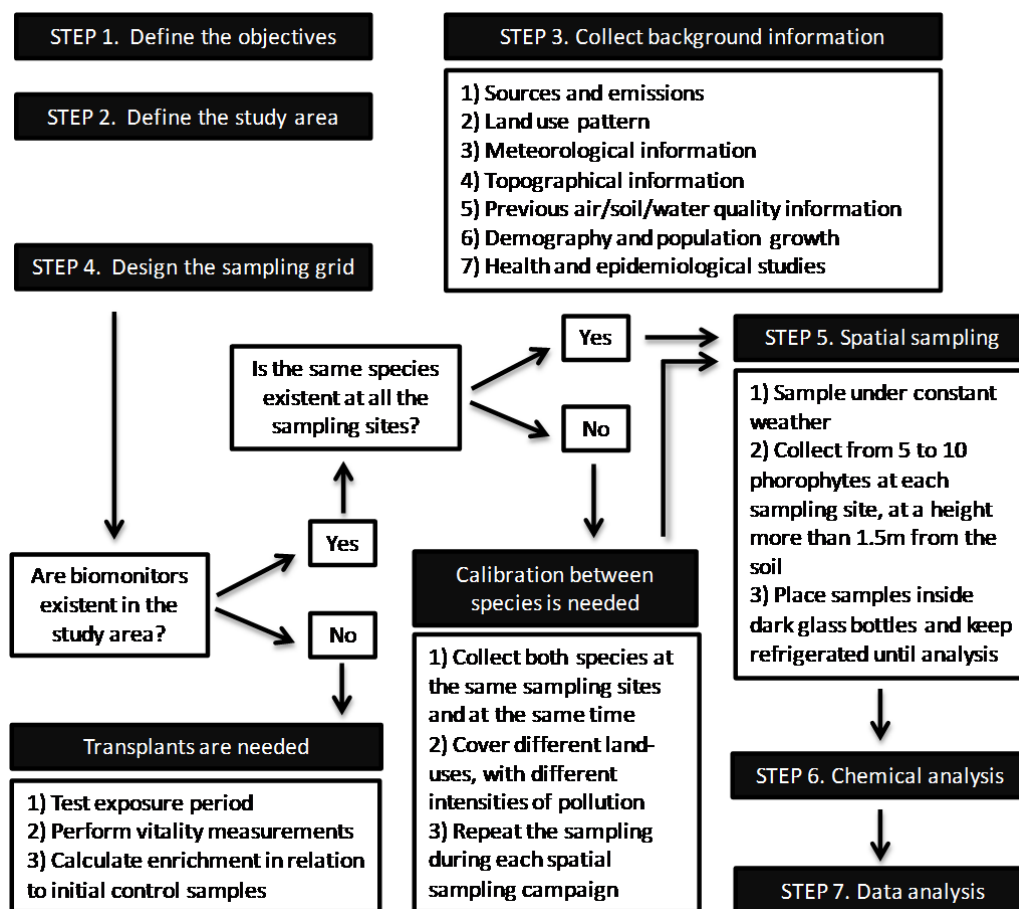 STEP 1. Define the objectives
STEP 2. Define the study area
STEP 3. Collect background information
1) Sources and emissions
2) Land use pattern
3) Meteorological information
4) Topographical information
5) Previous air/soil/water quality information
6) Demography and population growth
7) Health and epidemiological studies
STEP 4. Design the sampling grid
Are biomonitors
existent in the
study area?
Yes
No
Is the same species
existent at all the
sampling sites?
Yes
No
Transplants are needed
1) Test exposure period
2) Perform vitality measurements
3) Calculate enrichment in relation
to initial control samples
Calibration between
species is needed
1) Collect both species at
the same sampling sites
and at the same time
2) Cover different land-
uses, with different
intensities of pollution
3) Repeat the sampling
during each spatial
sampling campaign
STEP 5. Spatial sampling
1) Sample under constant
weather
2) Collect from 5 to 10
phorophytes at each
sampling site, at a height
more than 1.5m from the
soil
3) Place samples inside
dark glass bottles and keep
refrigerated until analysis
STEP 6. Chemical analysis
STEP 7. Data analysis